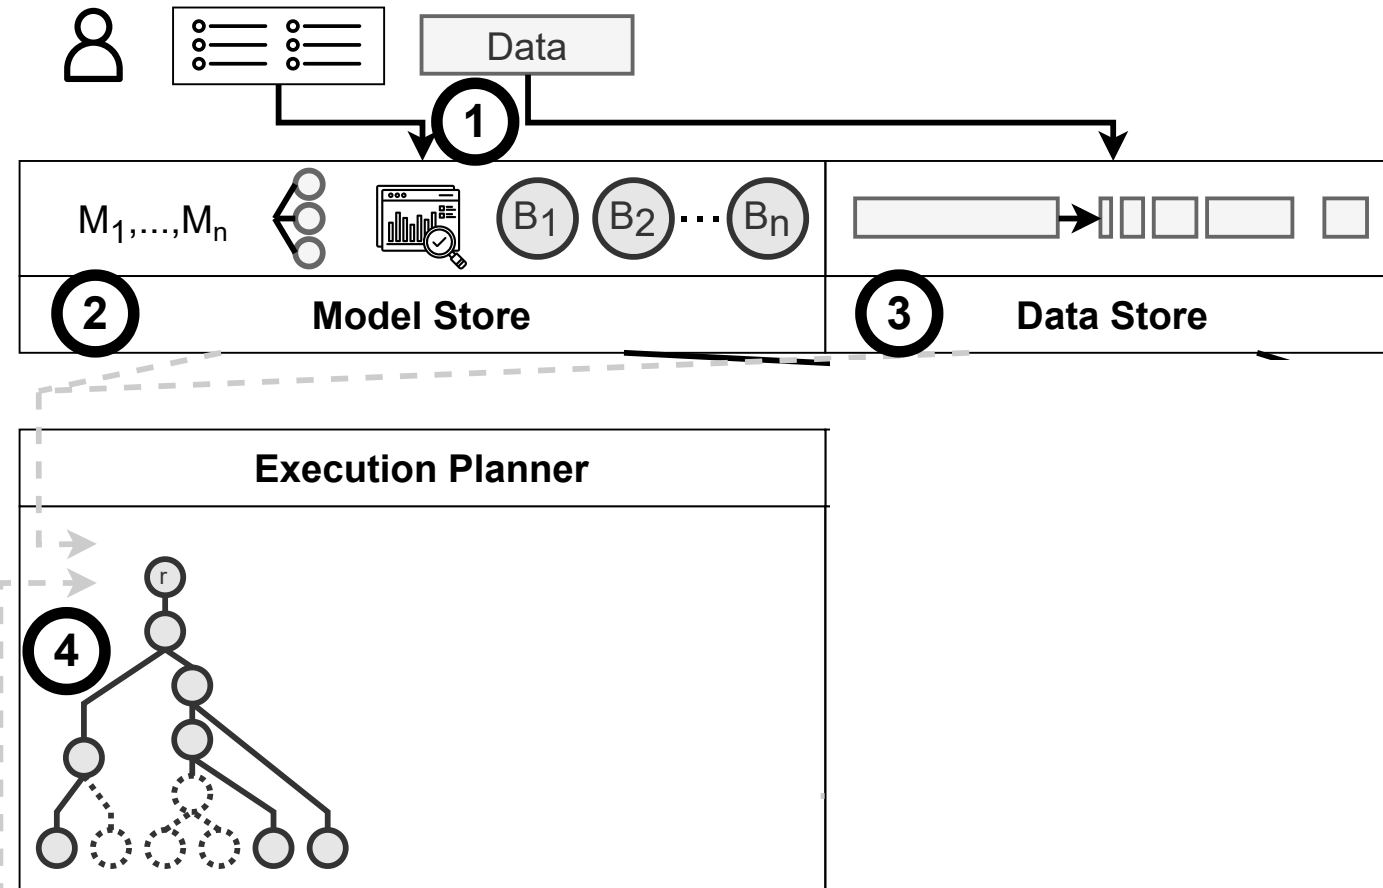 Data
1
M1,...,Mn
B1 B2 ... Bn
2 Model Store
3 Data Store
Execution Planner
r
4